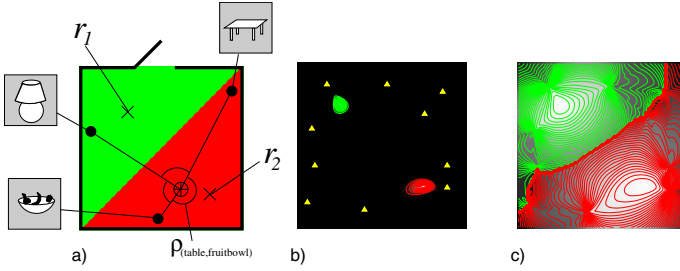 r1
r2
ρ(table,fruitbowl)
a)
b)
c)